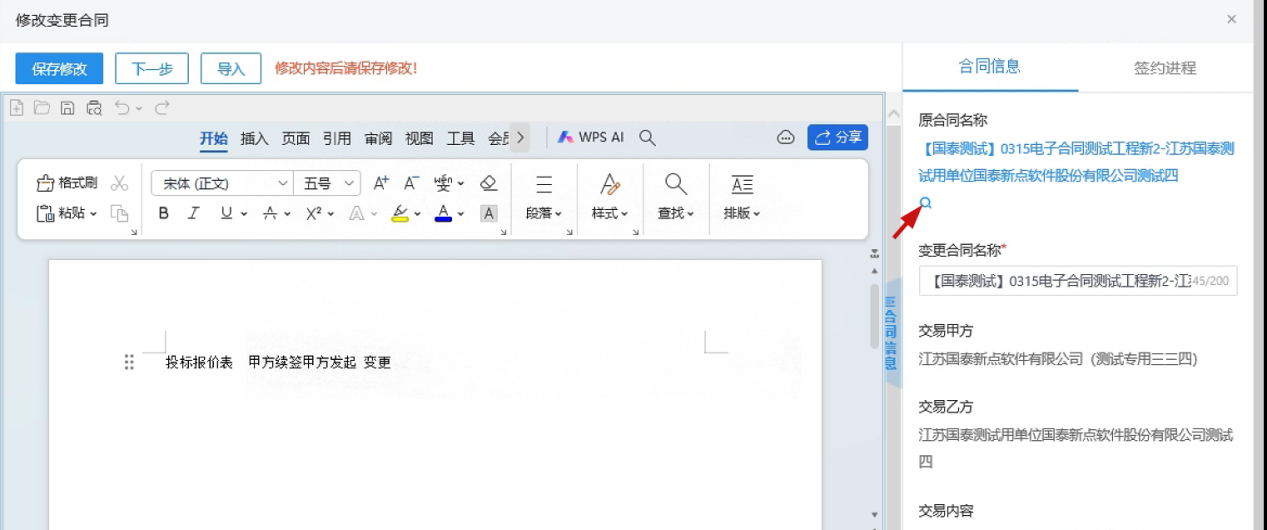 修改变更合同
保存修改 下一步 导入 修改内容后请保存修改!
合同信息 签约进程
开始 插入 页面 引用 审阅 视图 工具 会员 WPS AI 分享
格式刷
粘贴
宋体 (正文) 五号
B I U A X² A A A
段落 样式 查找 排版
投标报价表 甲方续签甲方发起 变更
合同信息
原合同名称
【国泰测试】0315电子合同测试工程新2-江苏国泰测
试用单位国泰新点软件股份有限公司测试四
变更合同名称*
【国泰测试】0315电子合同测试工程新2-江苏 45/200
交易甲方
江苏国泰新点软件有限公司（测试专用三三四）
交易乙方
江苏国泰测试用单位国泰新点软件股份有限公司测试
四
交易内容